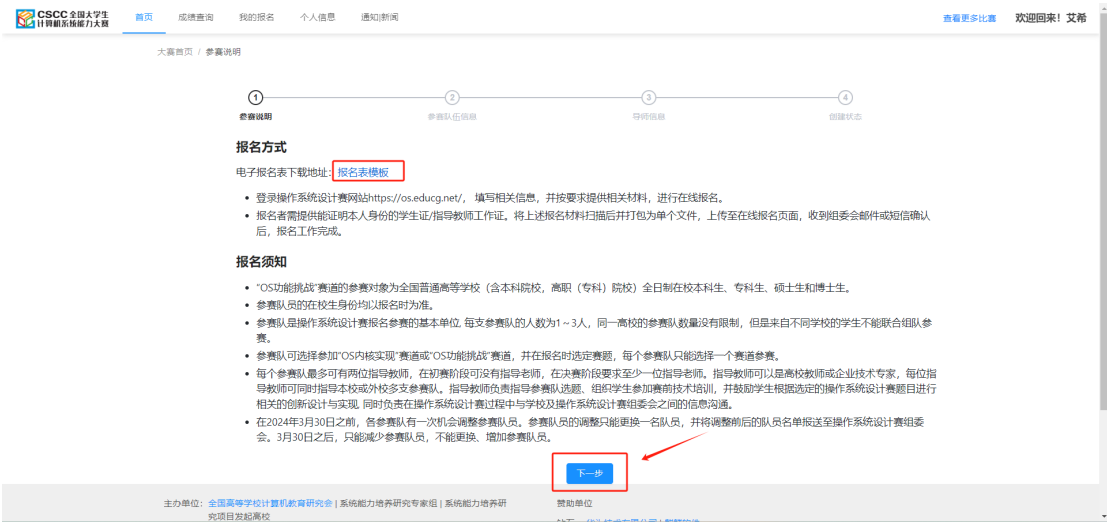 CSCC 全国大学生
计算机系统能力大赛
首页 成绩查询 我的报名 个人信息 通知|新闻 查看更多比赛 欢迎回来！艾希
大赛首页 / 参赛说明
1 2 3 4
参赛说明 参赛队伍信息 导师信息 创建状态
报名方式
电子报名表下载地址：报名表模板
• 登录操作系统设计赛网站https://os.educg.net/， 填写相关信息，并按要求提供相关材料，进行在线报名。
• 报名者需提供能证明本人身份的学生证/指导教师工作证。将上述报名材料扫描后并打包为单个文件，上传至在线报名页面，收到组委会邮件或短信确认
后，报名工作完成。
报名须知
• “OS功能挑战”赛道的参赛对象为全国普通高等学校（含本科院校，高职（专科）院校）全日制在校本科生、专科生、硕士生和博士生。
• 参赛队员的在校生身份均以报名时为准。
• 参赛队是操作系统设计赛报名参赛的基本单位, 每支参赛队的人数为1～3人，同一高校的参赛队数量没有限制，但是来自不同学校的学生不能联合组队参
赛。
• 参赛队可选择参加“OS内核实现”赛道或“OS功能挑战”赛道，并在报名时选定赛题，每个参赛队只能选择一个赛道参赛。
• 每个参赛队最多可有两位指导教师，在初赛阶段可没有指导老师，在决赛阶段要求至少一位指导老师。指导教师可以是高校教师或企业技术专家，每位指
导教师可同时指导本校或外校多支参赛队。指导教师负责指导参赛队选题、组织学生参加赛前技术培训，并鼓励学生根据选定的操作系统设计赛题目进行
相关的创新设计与实现, 同时负责在操作系统设计赛过程中与学校及操作系统设计赛组委会之间的信息沟通。
• 在2024年3月30日之前，各参赛队有一次机会调整参赛队员。参赛队员的调整只能更换一名队员，并将调整前后的队员名单报送至操作系统设计赛组委
会。3月30日之后，只能减少参赛队员，不能更换、增加参赛队员。
下一步
主办单位： 全国高等学校计算机教育研究会 | 系统能力培养研究专家组 | 系统能力培养研 赞助单位
究项目发起高校